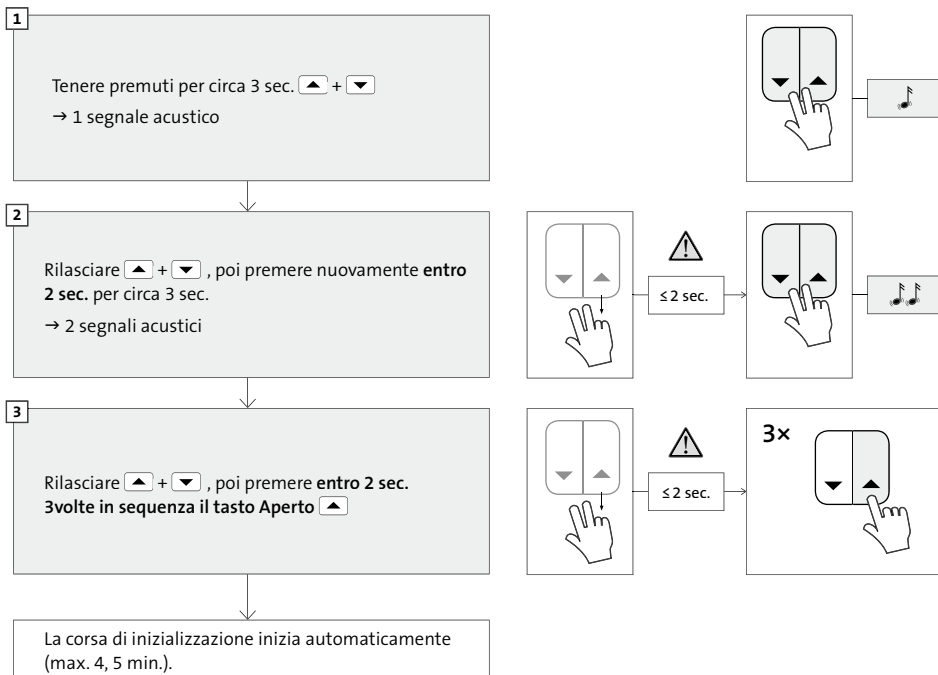 1
Tenere premuti per circa 3 sec. ▲ + ▼
→ 1 segnale acustico
2
Rilasciare ▲ + ▼ , poi premere nuovamente entro
2 sec. per circa 3 sec.
→ 2 segnali acustici
≤ 2 sec.
3
Rilasciare ▲ + ▼ , poi premere entro 2 sec.
3volte in sequenza il tasto Aperto ▲
≤ 2 sec.
3×
La corsa di inizializzazione inizia automaticamente
(max. 4, 5 min.).